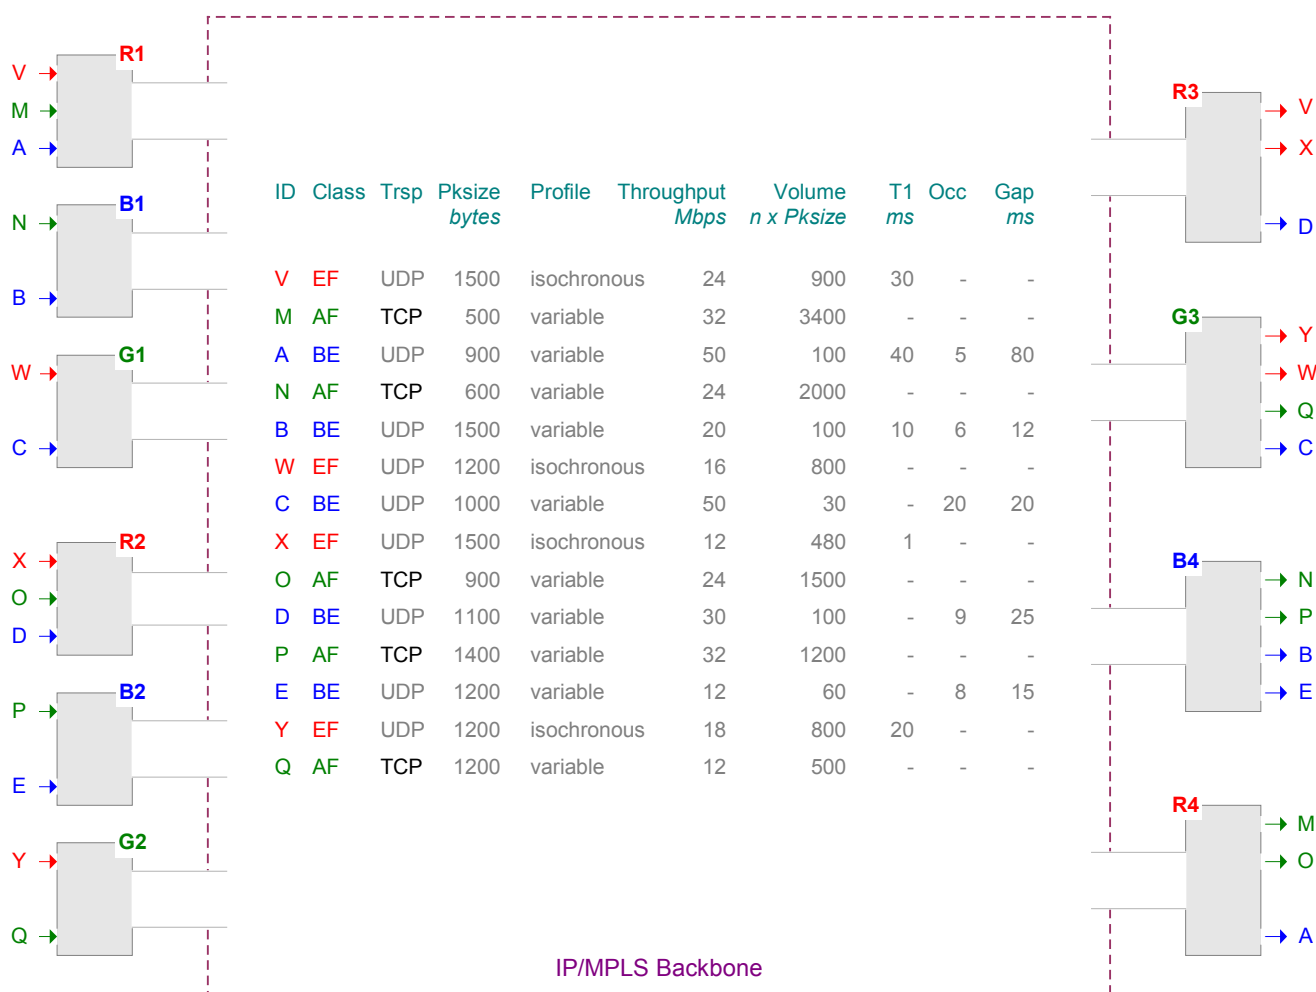 R1
V
M
A
B1
N
B
G1
W
C
R2
X
O
D
B2
P
E
G2
Y
Q
ID Class Trsp Pksize Profile Throughput Volume T1 Occ Gap
bytes Mbps n x Pksize ms ms
V EF UDP 1500 isochronous 24 900 30 - -
M AF TCP 500 variable 32 3400 - - -
A BE UDP 900 variable 50 100 40 5 80
N AF TCP 600 variable 24 2000 - - -
B BE UDP 1500 variable 20 100 10 6 12
W EF UDP 1200 isochronous 16 800 - - -
C BE UDP 1000 variable 50 30 - 20 20
X EF UDP 1500 isochronous 12 480 1 - -
O AF TCP 900 variable 24 1500 - - -
D BE UDP 1100 variable 30 100 - 9 25
P AF TCP 1400 variable 32 1200 - - -
E BE UDP 1200 variable 12 60 - 8 15
Y EF UDP 1200 isochronous 18 800 20 - -
Q AF TCP 1200 variable 12 500 - - -
IP/MPLS Backbone
R3
V
X
D
G3
Y
W
Q
C
B4
N
P
B
E
R4
M
O
A